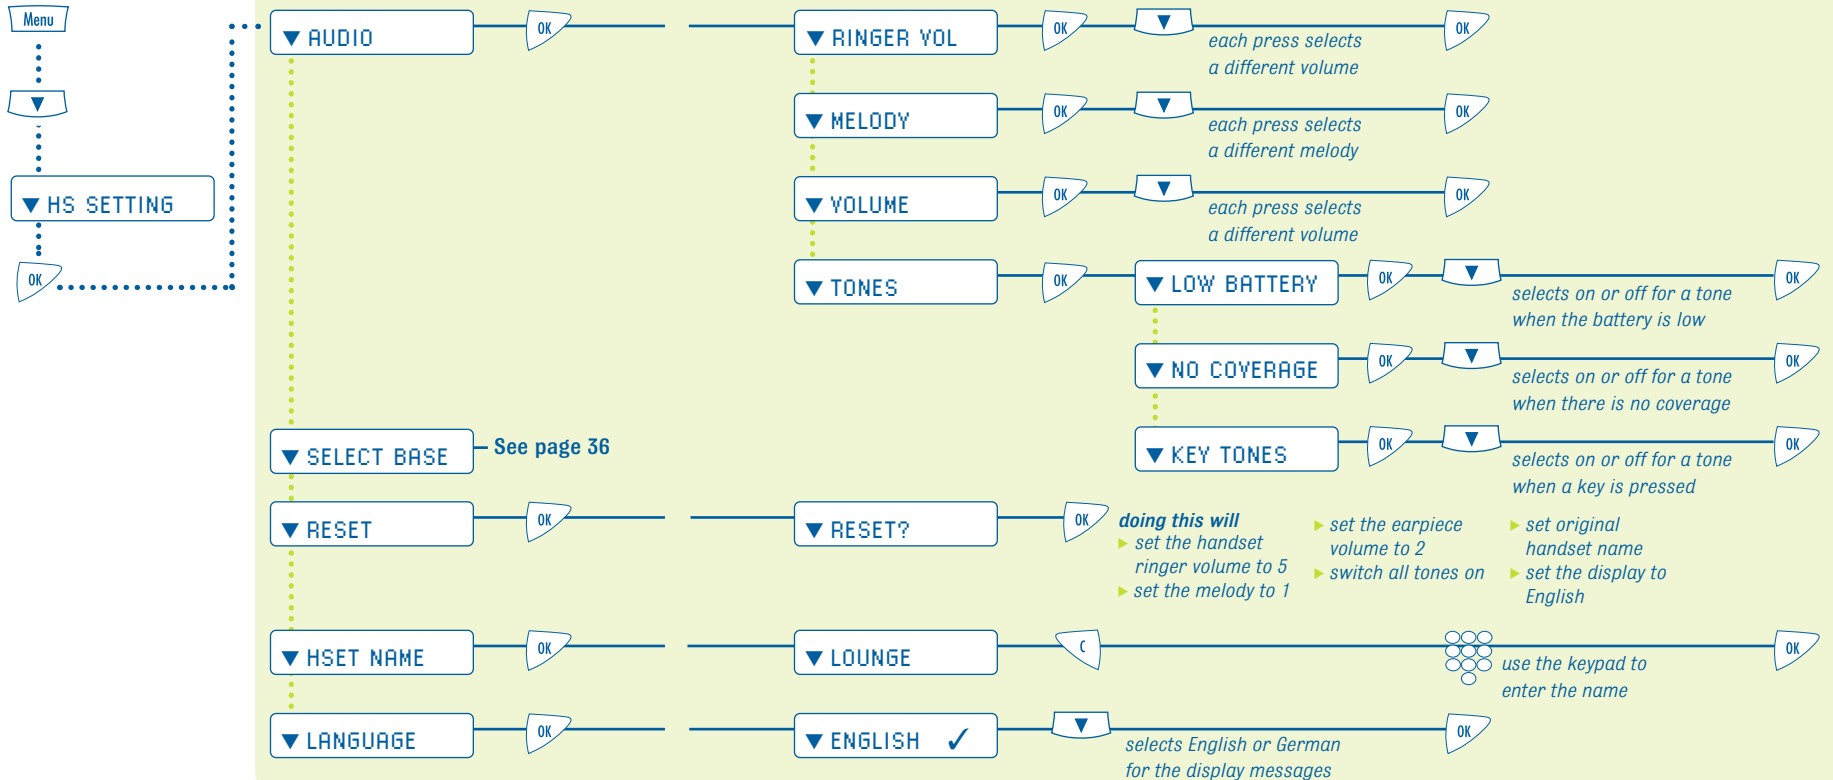 Menu
▼ HS SETTING
OK
▼ AUDIO
OK
▼ RINGER VOL
OK
▼
each press selects
a different volume
OK
▼ MELODY
OK
▼
each press selects
a different melody
OK
▼ VOLUME
OK
▼
each press selects
a different volume
OK
▼ TONES
OK
▼ LOW BATTERY
OK
▼
selects on or off for a tone
when the battery is low
OK
▼ NO COVERAGE
OK
▼
selects on or off for a tone
when there is no coverage
OK
▼ KEY TONES
OK
▼
selects on or off for a tone
when a key is pressed
OK
▼ SELECT BASE
See page 36
▼ RESET
OK
▼ RESET?
OK
doing this will
▶ set the handset
ringer volume to 5
▶ set the melody to 1
▶ set the earpiece
volume to 2
▶ switch all tones on
▶ set original
handset name
▶ set the display to
English
▼ HSET NAME
OK
▼ LOUNGE
C
use the keypad to
enter the name
OK
▼ LANGUAGE
OK
▼ ENGLISH ✓
▼
selects English or German
for the display messages
OK